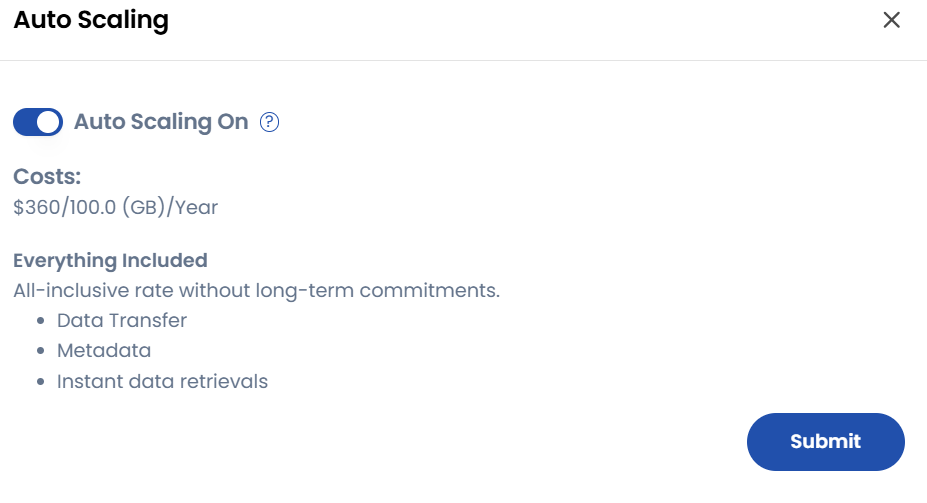 Auto Scaling
Auto Scaling On ?
Costs:
$360/100.0 (GB)/Year
Everything Included
All-inclusive rate without long-term commitments.
Data Transfer
Metadata
Instant data retrievals
Submit